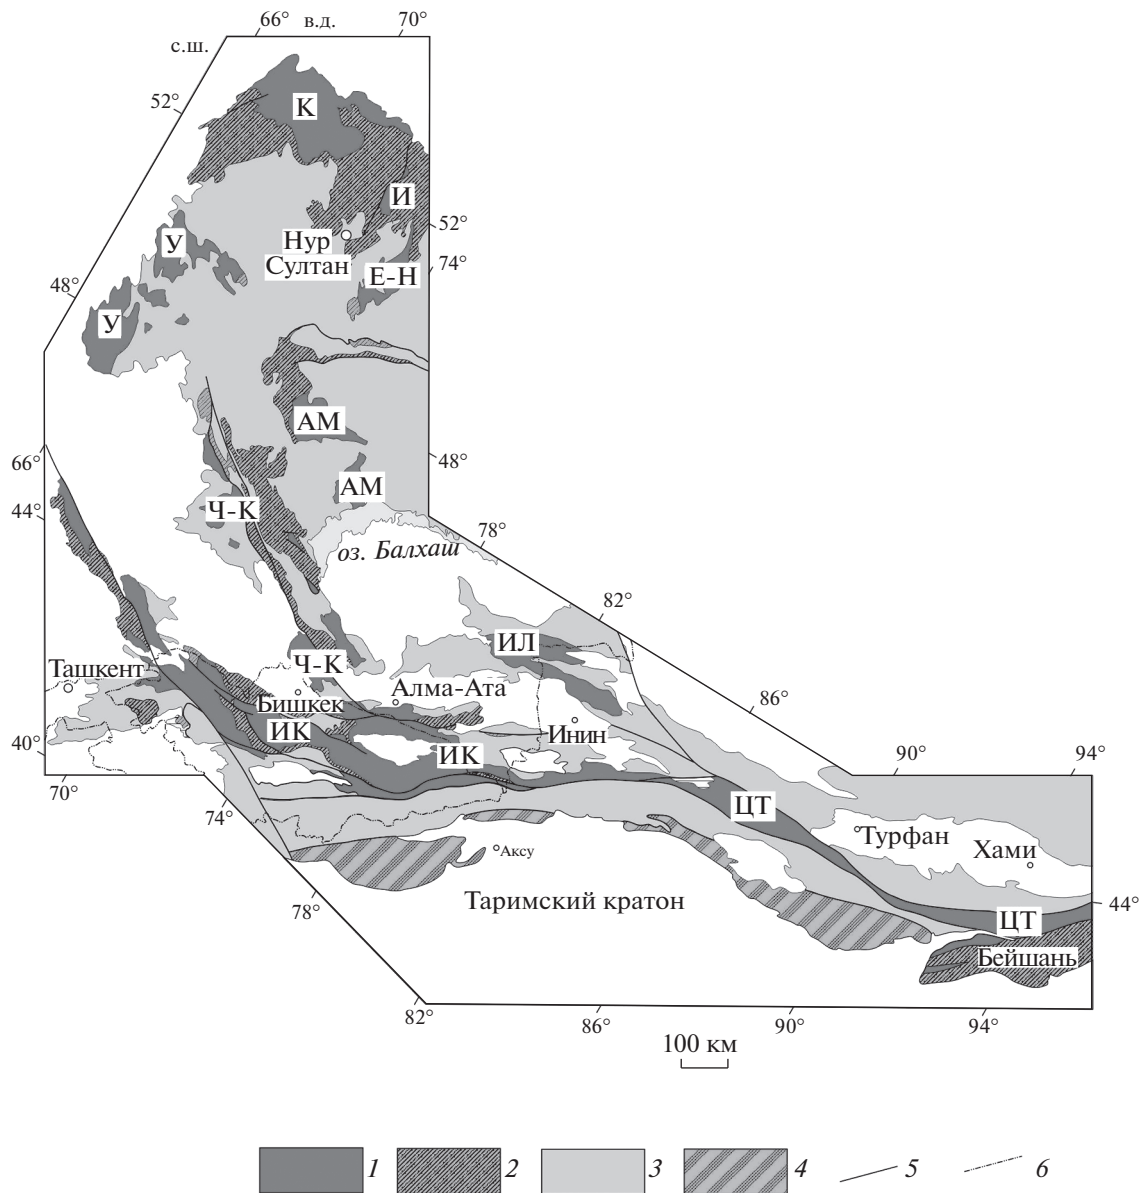 66° в.д. 70°
с.ш.
52°
К
И
52°
У
Нур
Султан
Е-Н
74°
48°
У
АМ
66°
48°
АМ
44°
Ч-К
78°
оз. Балхаш
82°
ИЛ
Ташкент
Ч-К
Алма-Ата
Бишкек
86°
ИК
Инин
40°
ИК
90°
94°
70°
74°
ЦТ
Турфан
Хами
Аксу
78°
Таримский кратон
44°
ЦТ
Бейшань
82°
86°
90°
94°
100 км
1 2 3 4 5 6